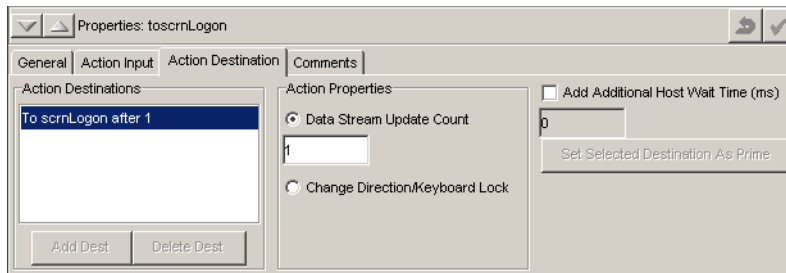 Properties: toscrnLogon
General Action Input Action Destination Comments
Action Destinations
To scrnLogon after 1
Add Dest Delete Dest
Action Properties
Data Stream Update Count
1
Change Direction/Keyboard Lock
Add Additional Host Wait Time (ms)
0
Set Selected Destination As Prime